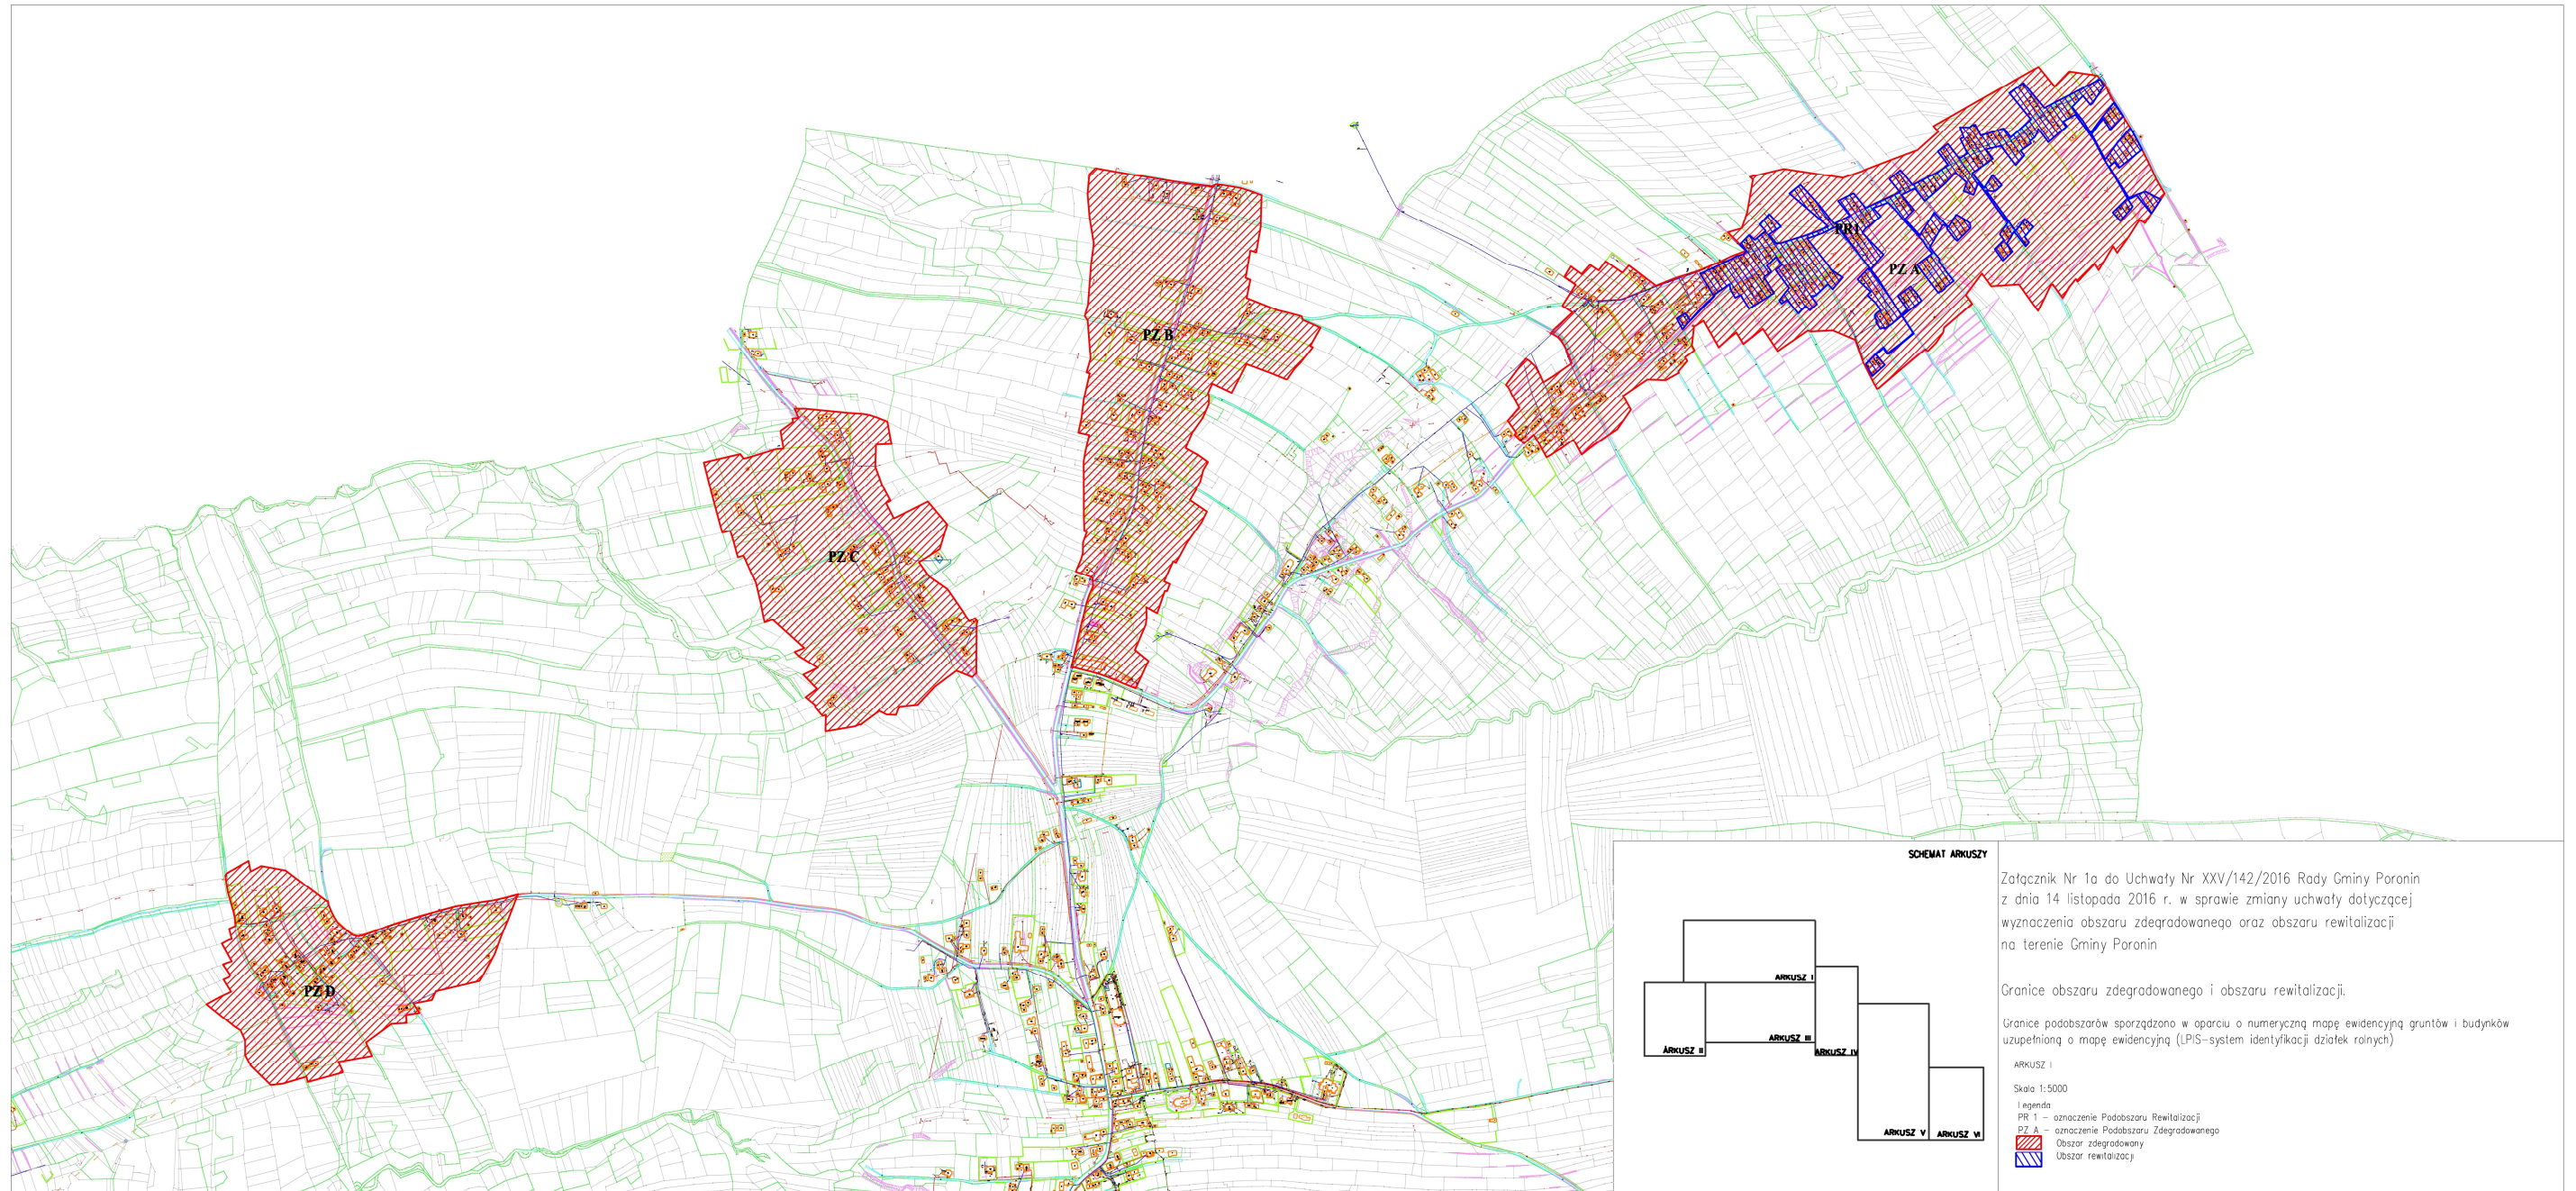 PR1
PZ A
PZ B
PZ C
PZ D
SCHEMAT ARKUSZY
ARKUSZ I
ARKUSZ II
ARKUSZ III
ARKUSZ IV
ARKUSZ V
ARKUSZ VI
Załącznik Nr 1a do Uchwały Nr XXV/142/2016 Rady Gminy Poronin
z dnia 14 listopada 2016 r. w sprawie zmiany uchwały dotyczącej
wyznaczenia obszaru zdegradowanego oraz obszaru rewitalizacji
na terenie Gminy Poronin
Granice obszaru zdegradowanego i obszaru rewitalizacji.
Granice podobszarów sporządzono w oparciu o numeryczną mapę ewidencyjną gruntów i budynków
uzupełnioną o mapę ewidencyjną (LPIS-system identyfikacji działek rolnych)
ARKUSZ I
Skala 1:5000
Legenda
PR 1 – oznaczenie Podobszaru Rewitalizacji
PZ A – oznaczenie Podobszaru Zdegradowanego
Obszar zdegradowany
Obszar rewitalizacji